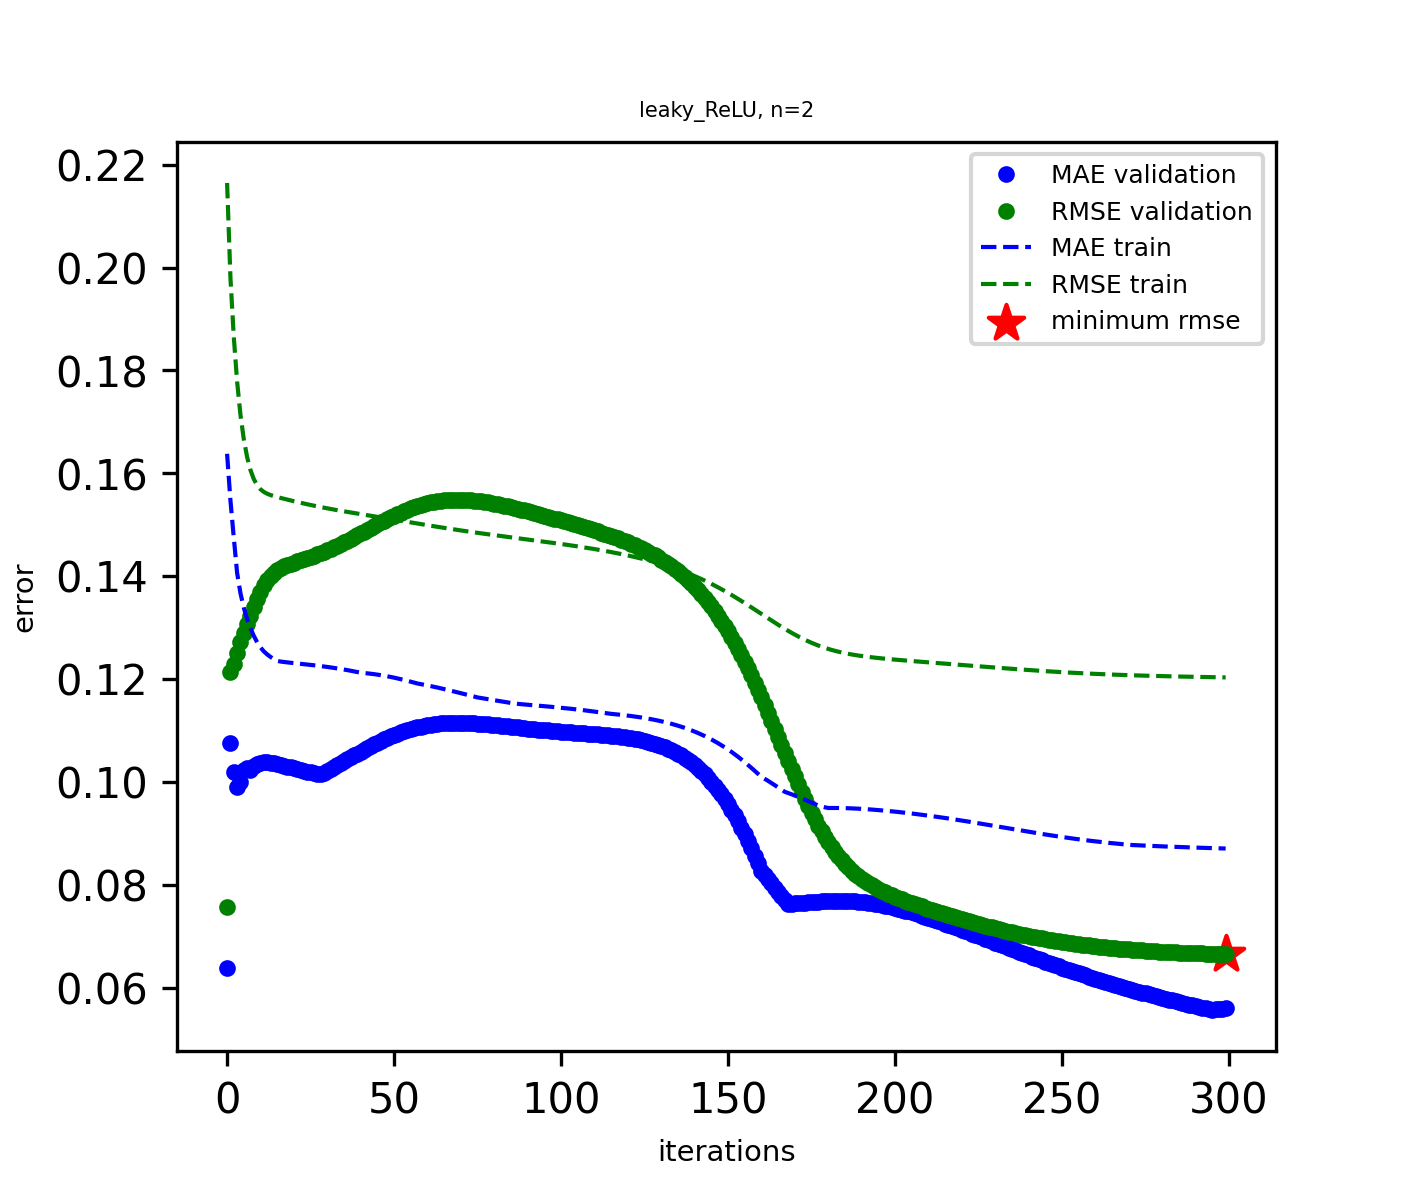 leaky_ReLU, n=2
0.22
0.20
0.18
0.16
0.14
0.12
0.10
0.08
0.06
error
MAE validation
RMSE validation
MAE train
RMSE train
minimum rmse
0 50 100 150 200 250 300
iterations